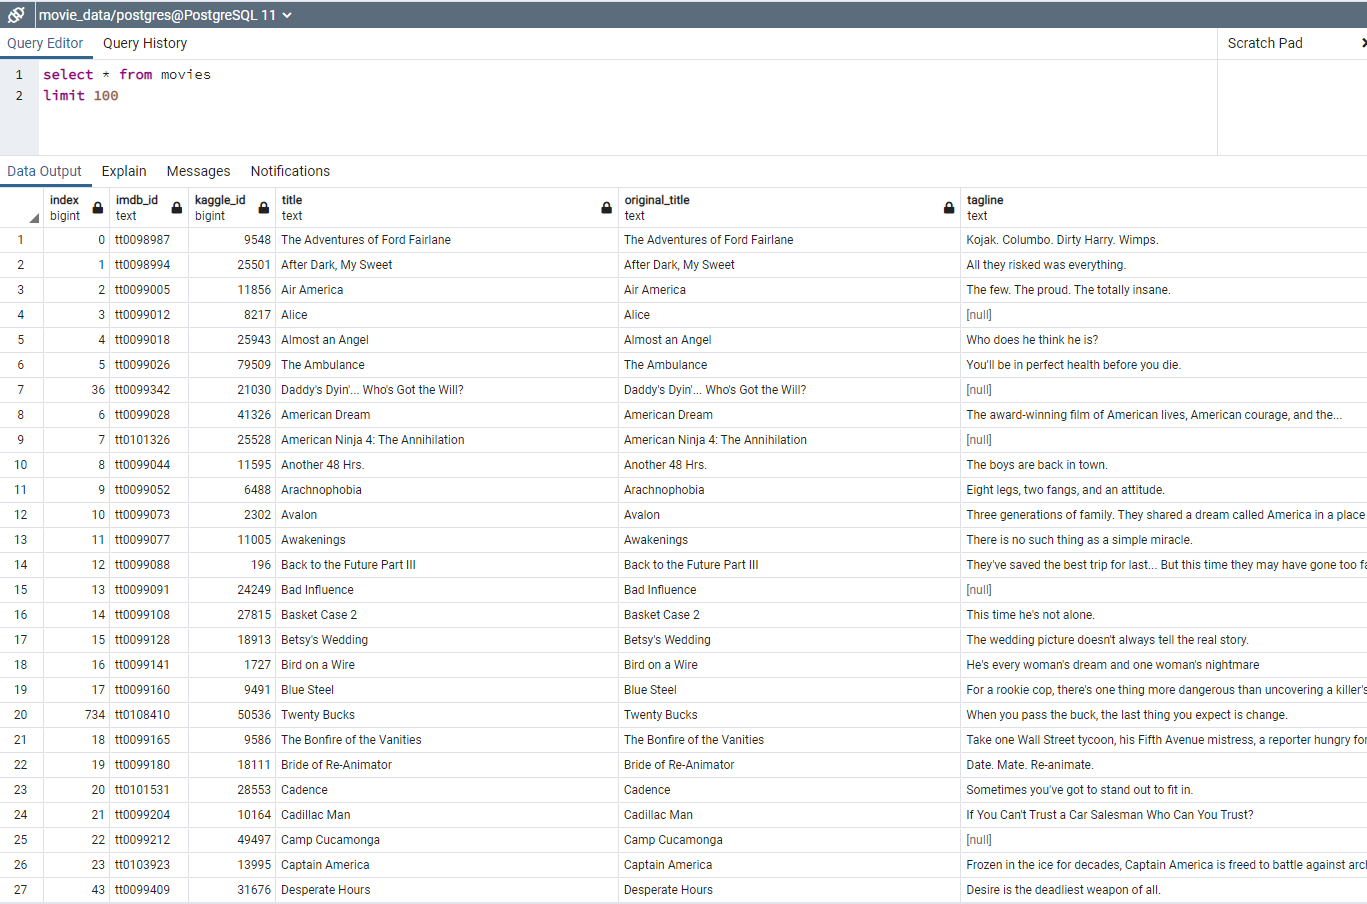 movie_data/postgres@PostgreSQL 11
Query Editor Query History Scratch Pad
1 select * from movies
2 limit 100
Data Output Explain Messages Notifications
index imdb_id kaggle_id title original_title tagline
bigint text bigint text text text
1 0 tt0098987 9548 The Adventures of Ford Fairlane The Adventures of Ford Fairlane Kojak. Columbo. Dirty Harry. Wimps.
2 1 tt0098994 25501 After Dark, My Sweet After Dark, My Sweet All they risked was everything.
3 2 tt0099005 11856 Air America Air America The few. The proud. The totally insane.
4 3 tt0099012 8217 Alice Alice [null]
5 4 tt0099018 25943 Almost an Angel Almost an Angel Who does he think he is?
6 5 tt0099026 79509 The Ambulance The Ambulance You'll be in perfect health before you die.
7 36 tt0099342 21030 Daddy's Dyin'... Who's Got the Will? Daddy's Dyin'... Who's Got the Will? [null]
8 6 tt0099028 41326 American Dream American Dream The award-winning film of American lives, American courage, and the...
9 7 tt0101326 25528 American Ninja 4: The Annihilation American Ninja 4: The Annihilation [null]
10 8 tt0099044 11595 Another 48 Hrs. Another 48 Hrs. The boys are back in town.
11 9 tt0099052 6488 Arachnophobia Arachnophobia Eight legs, two fangs, and an attitude.
12 10 tt0099073 2302 Avalon Avalon Three generations of family. They shared a dream called America in a place
13 11 tt0099077 11005 Awakenings Awakenings There is no such thing as a simple miracle.
14 12 tt0099088 196 Back to the Future Part III Back to the Future Part III They've saved the best trip for last... But this time they may have gone too fa
15 13 tt0099091 24249 Bad Influence Bad Influence [null]
16 14 tt0099108 27815 Basket Case 2 Basket Case 2 This time he's not alone.
17 15 tt0099128 18913 Betsy's Wedding Betsy's Wedding The wedding picture doesn't always tell the real story.
18 16 tt0099141 1727 Bird on a Wire Bird on a Wire He's every woman's dream and one woman's nightmare
19 17 tt0099160 9491 Blue Steel Blue Steel For a rookie cop, there's one thing more dangerous than uncovering a killer's
20 734 tt0108410 50536 Twenty Bucks Twenty Bucks When you pass the buck, the last thing you expect is change.
21 18 tt0099165 9586 The Bonfire of the Vanities The Bonfire of the Vanities Take one Wall Street tycoon, his Fifth Avenue mistress, a reporter hungry for
22 19 tt0099180 18111 Bride of Re-Animator Bride of Re-Animator Date. Mate. Re-animate.
23 20 tt0101531 28553 Cadence Cadence Sometimes you've got to stand out to fit in.
24 21 tt0099204 10164 Cadillac Man Cadillac Man If You Can't Trust a Car Salesman Who Can You Trust?
25 22 tt0099212 49497 Camp Cucamonga Camp Cucamonga [null]
26 23 tt0103923 13995 Captain America Captain America Frozen in the ice for decades, Captain America is freed to battle against arc
27 43 tt0099409 31676 Desperate Hours Desperate Hours Desire is the deadliest weapon of all.